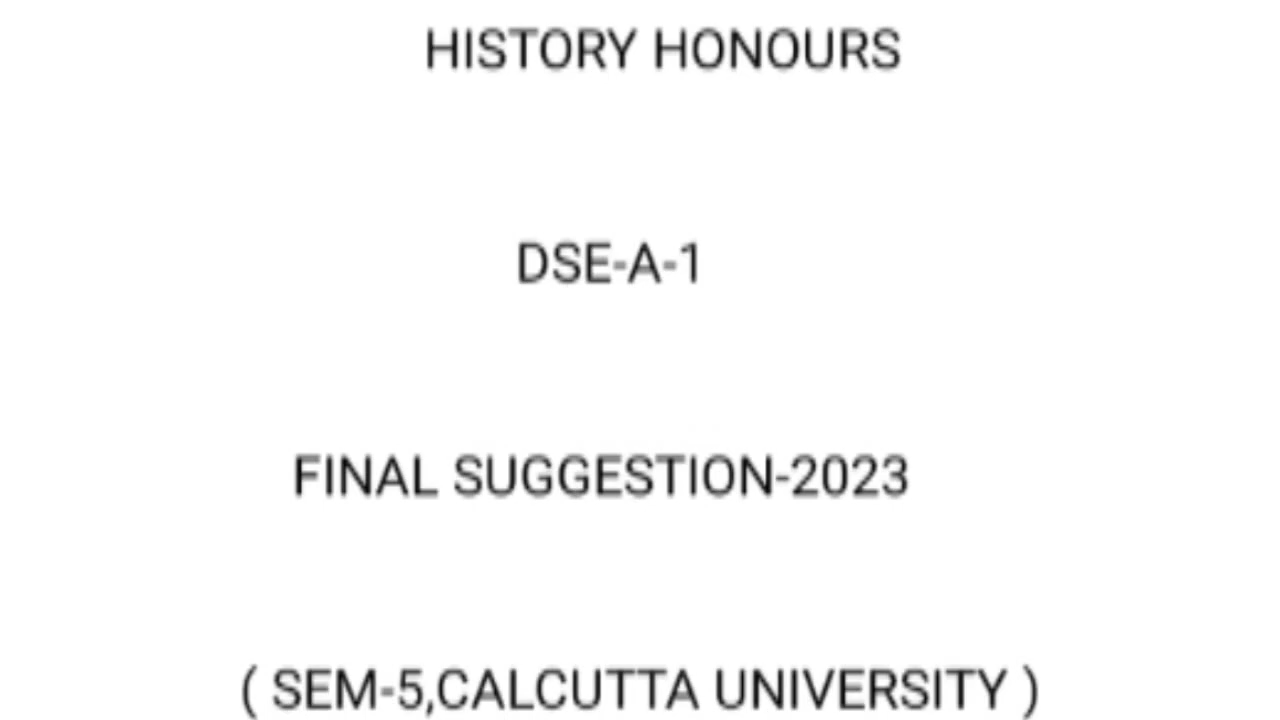 HISTORY HONOURS
DSE-A-1
FINAL SUGGESTION-2023
( SEM-5,CALCUTTA UNIVERSITY )